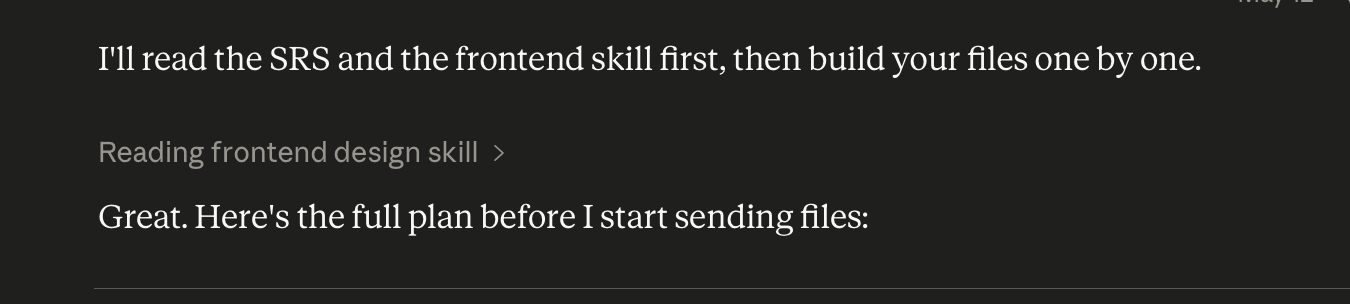 I'll read the SRS and the frontend skill first, then build your files one by one.
Reading frontend design skill >
Great. Here's the full plan before I start sending files: